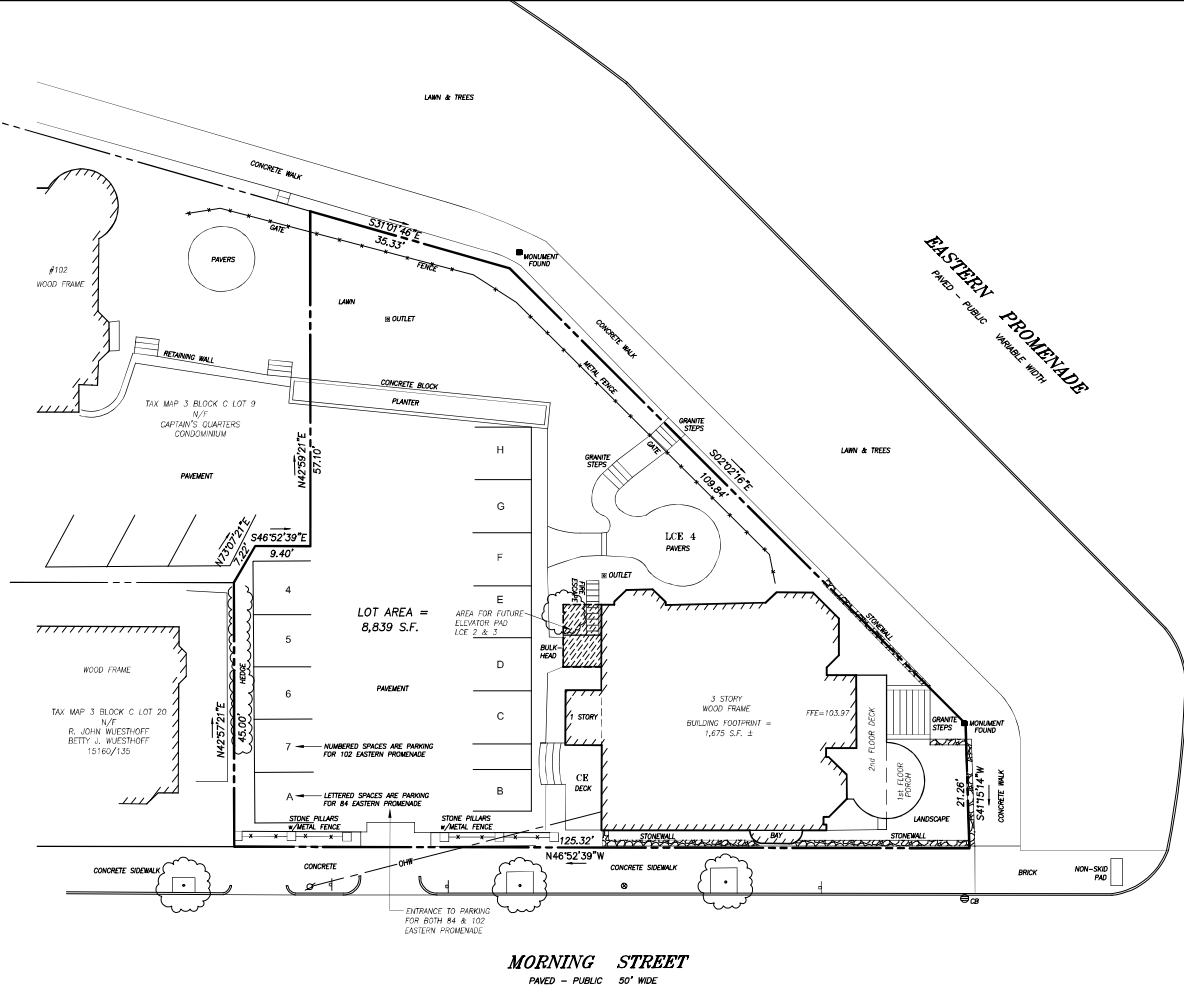 LAWN & TREES
CONCRETE WALK
S31°01'46"E
35.33'
GATE
FENCE
MONUMENT
FOUND
EASTERN PROMENADE
PAVED - PUBLIC VARIABLE WIDTH
#102
WOOD FRAME
PAVERS
LAWN
OUTLET
CONCRETE WALK
RETAINING WALL
CONCRETE BLOCK
PLANTER
METAL FENCE
TAX MAP 3 BLOCK C LOT 9
N/F
CAPTAIN'S QUARTERS
CONDOMINIUM
PAVEMENT
N42°59'21"E
57.10'
H
GRANITE
STEPS
GATE
GRANITE
STEPS
S02°02'16"E
109.84'
LAWN & TREES
G
N73°07'21"E
7.22'
S46°52'39"E
9.40'
F
LCE 4
PAVERS
OUTLET
FIRE
ESCAPE
4
E
LOT AREA =
8,839 S.F.
AREA FOR FUTURE
ELEVATOR PAD
LCE 2 & 3
STONEWALL
5
BULK-
HEAD
D
HEDGE
WOOD FRAME
PAVEMENT
6
C
1 STORY
3 STORY
WOOD FRAME
BUILDING FOOTPRINT =
1,675 S.F. ±
FFE=103.97
2nd FLOOR DECK
GRANITE
STEPS
MONUMENT
FOUND
TAX MAP 3 BLOCK C LOT 20
N/F
R. JOHN WUESTHOFF
BETTY J. WUESTHOFF
15160/135
N42°57'21"E
45.00'
7
NUMBERED SPACES ARE PARKING
FOR 102 EASTERN PROMENADE
CE
DECK
1st FLOOR
PORCH
21.26'
S41°15'14"W
CONCRETE WALK
A
LETTERED SPACES ARE PARKING
FOR 84 EASTERN PROMENADE
B
LANDSCAPE
STONE PILLARS
w/METAL FENCE
STONE PILLARS
w/METAL FENCE
125.32'
STONEWALL
BAY
STONEWALL
N46°52'39"W
CONCRETE SIDEWALK
CONCRETE
OHW
CONCRETE SIDEWALK
BRICK
NON-SKID
PAD
CB
ENTRANCE TO PARKING
FOR BOTH 84 & 102
EASTERN PROMENADE
MORNING STREET
PAVED - PUBLIC 50' WIDE